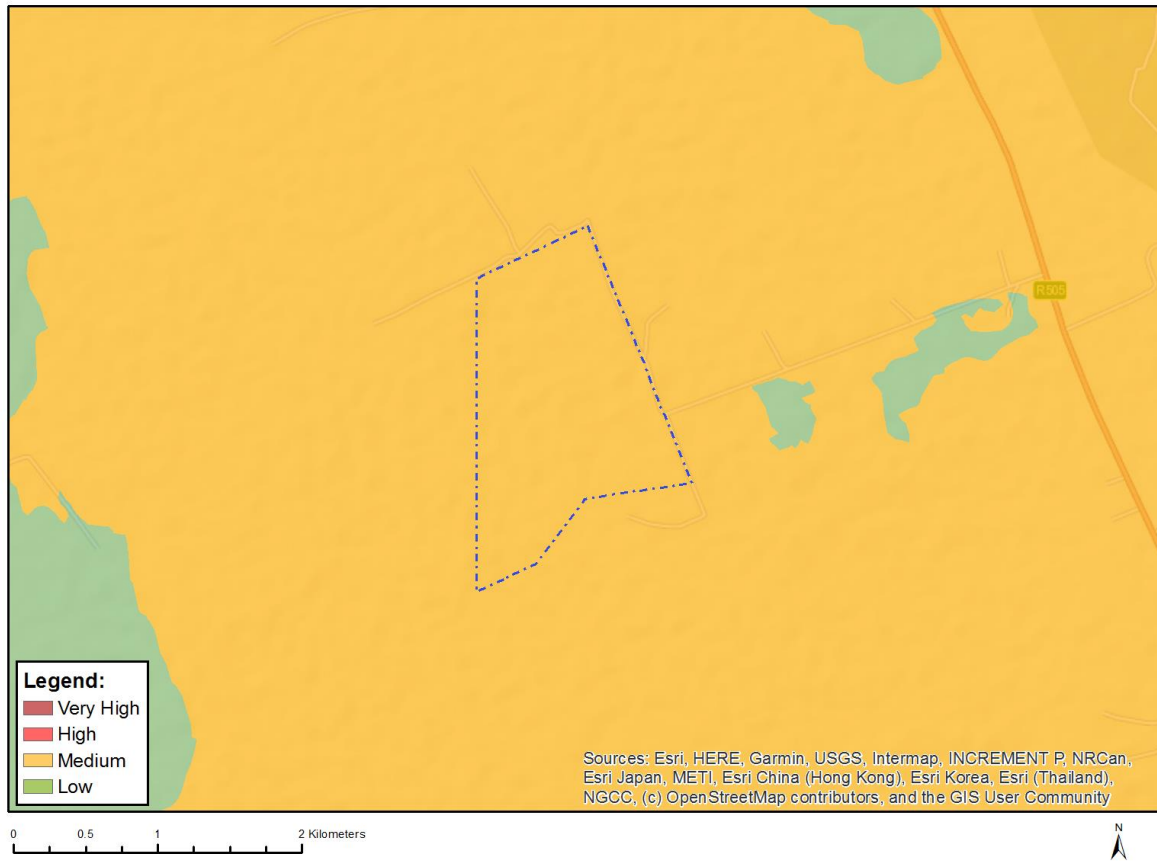 R505
Legend:
Very High
High
Medium
Low
Sources: Esri, HERE, Garmin, USGS, Intermap, INCREMENT P, NRCan,
Esri Japan, METI, Esri China (Hong Kong), Esri Korea, Esri (Thailand),
NGCC, (c) OpenStreetMap contributors, and the GIS User Community
0 0.5 1 2 Kilometers
N